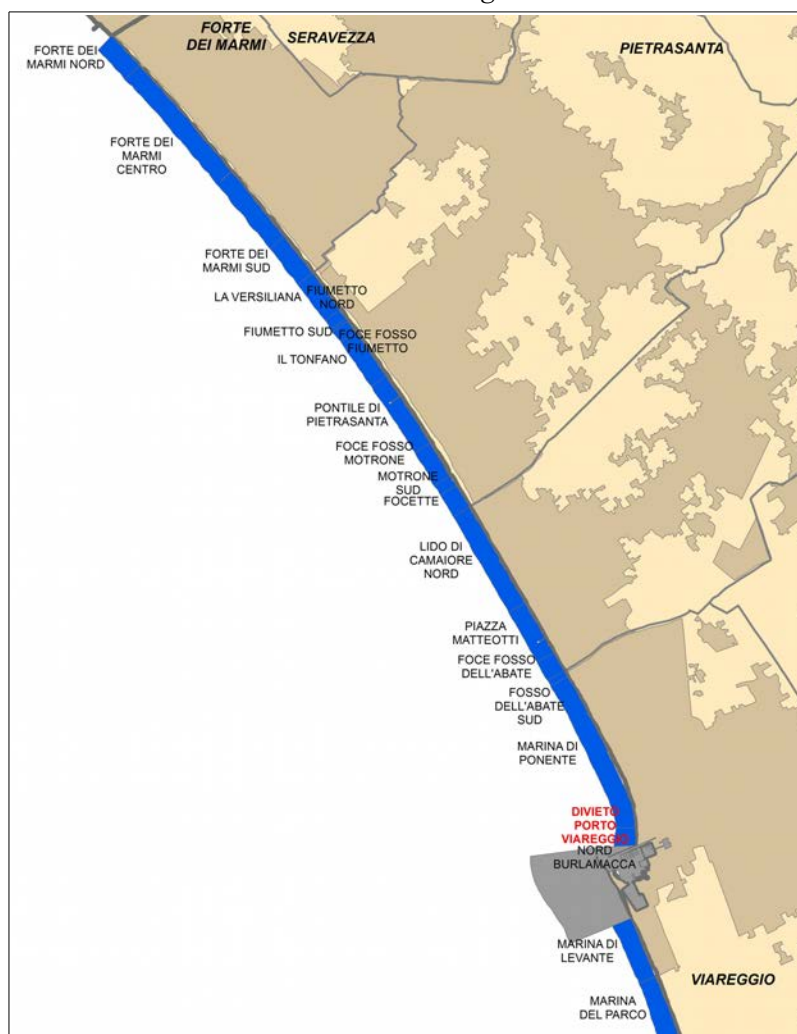 FORTE
DEI MARMI
SERAVEZZA
PIETRASANTA
FORTE DEI
MARMI NORD
FORTE DEI
MARMI
CENTRO
FORTE DEI
MARMI SUD
LA VERSILIANA
FIUMETTO
NORD
FIUMETTO SUD
FOCE FOSSO
FIUMETTO
IL TONFANO
PONTILE DI
PIETRASANTA
FOCE FOSSO
MOTRONE
MOTRONE
SUD
FOCETTE
LIDO DI
CAMAIORE
NORD
PIAZZA
MATTEOTTI
FOCE FOSSO
DELL'ABATE
FOSSO
DELL'ABATE
SUD
MARINA DI
PONENTE
DIVIETO
PORTO
VIAREGGIO
NORD
BURLAMACCA
MARINA DI
LEVANTE
VIAREGGIO
MARINA
DEL PARCO